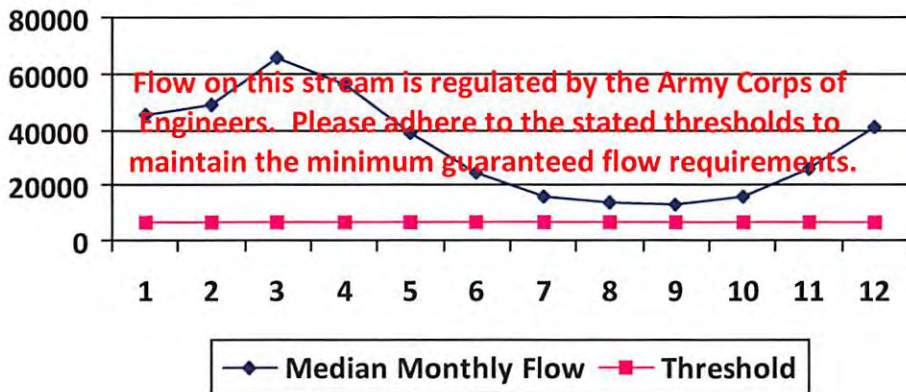 80000
60000
40000
20000
0
Flow on this stream is regulated by the Army Corps of
Engineers. Please adhere to the stated thresholds to
maintain the minimum guaranteed flow requirements.
1 2 3 4 5 6 7 8 9 10 11 12
Median Monthly Flow Threshold